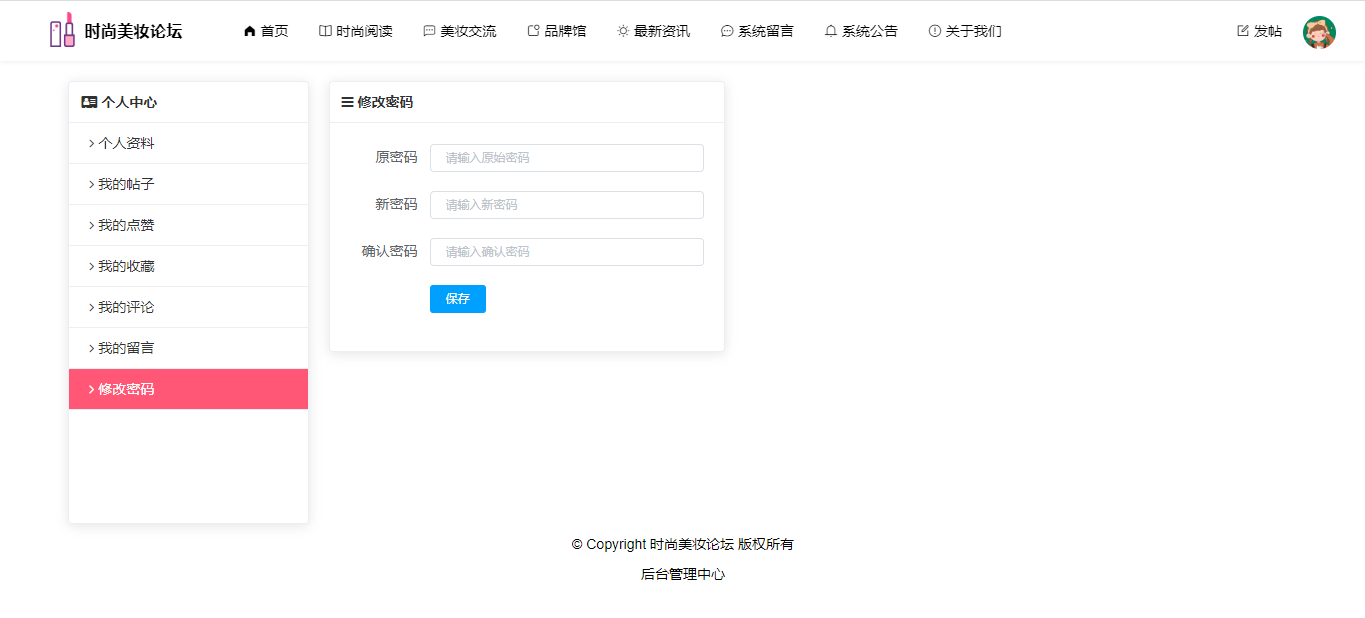 时尚美妆论坛 首页 时尚阅读 美妆交流 品牌馆 最新资讯 系统留言 系统公告 关于我们 发帖
个人中心
个人资料
我的帖子
我的点赞
我的收藏
我的评论
我的留言
修改密码
修改密码
原密码 请输入原始密码
新密码 请输入新密码
确认密码 请输入确认密码
保存
© Copyright 时尚美妆论坛 版权所有
后台管理中心